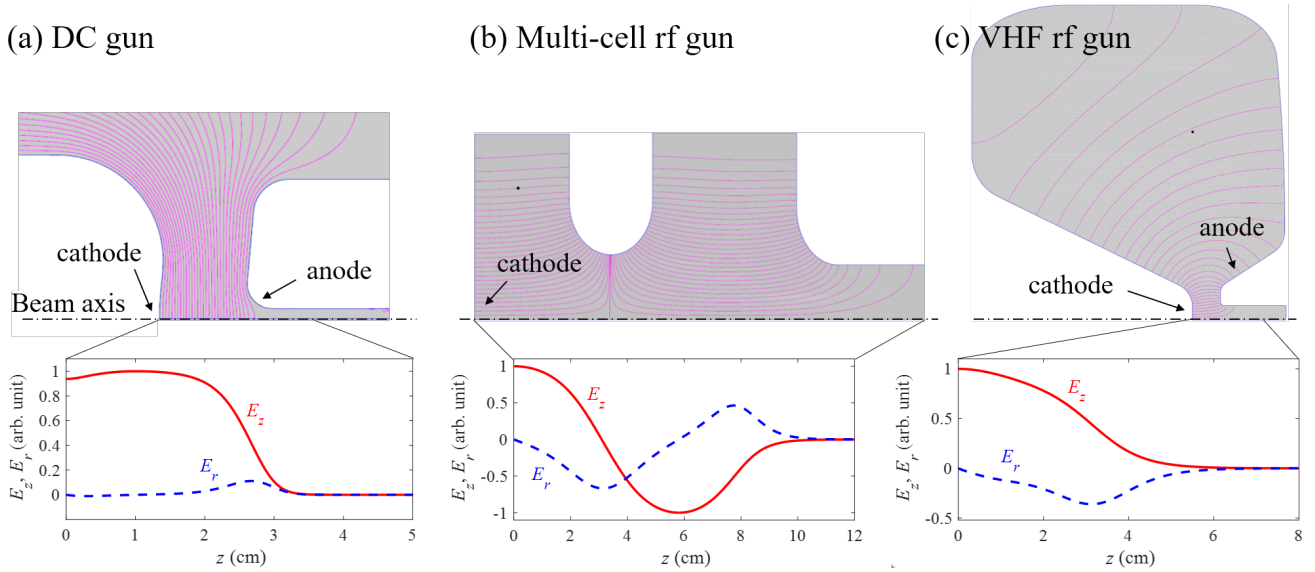 (a) DC gun
(b) Multi-cell rf gun
(c) VHF rf gun
cathode
anode
Beam axis
cathode
anode
cathode
E_z, E_r (arb. unit)
1
0.8
0.6
0.4
0.2
0
E_z
E_r
0 1 2 3 4 5
z (cm)
E_z, E_r (arb. unit)
1
0.5
0
-0.5
-1
E_z
E_r
0 2 4 6 8 10 12
z (cm)
E_z, E_r (arb. unit)
1
0.5
0
-0.5
E_z
E_r
0 2 4 6 8
z (cm)